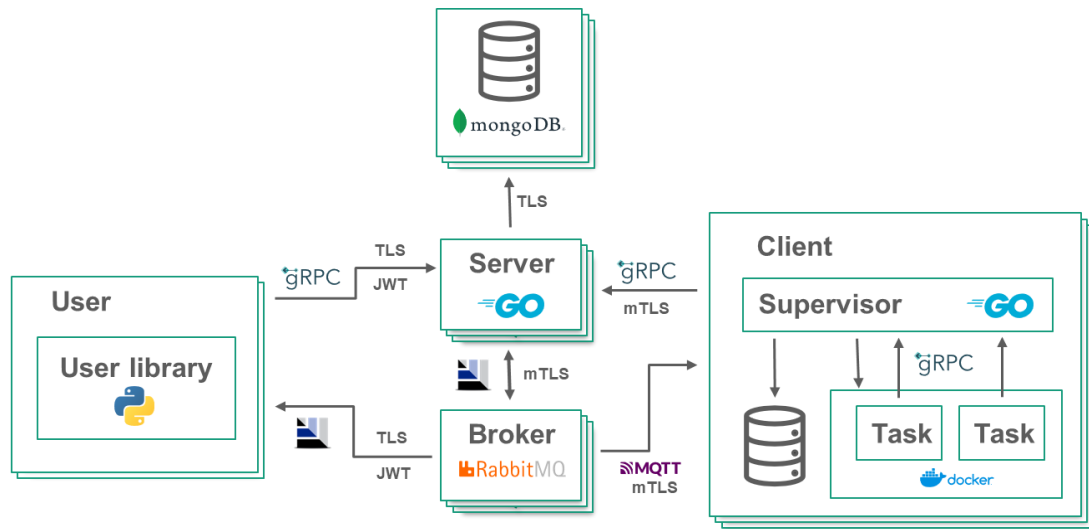 mongoDB.
TLS
Server
GO
TLS
gRPC
JWT
User
User library
gRPC
mTLS
Client
Supervisor
GO
gRPC
Task
Task
docker
mTLS
Broker
RabbitMQ
TLS
JWT
MQTT
mTLS